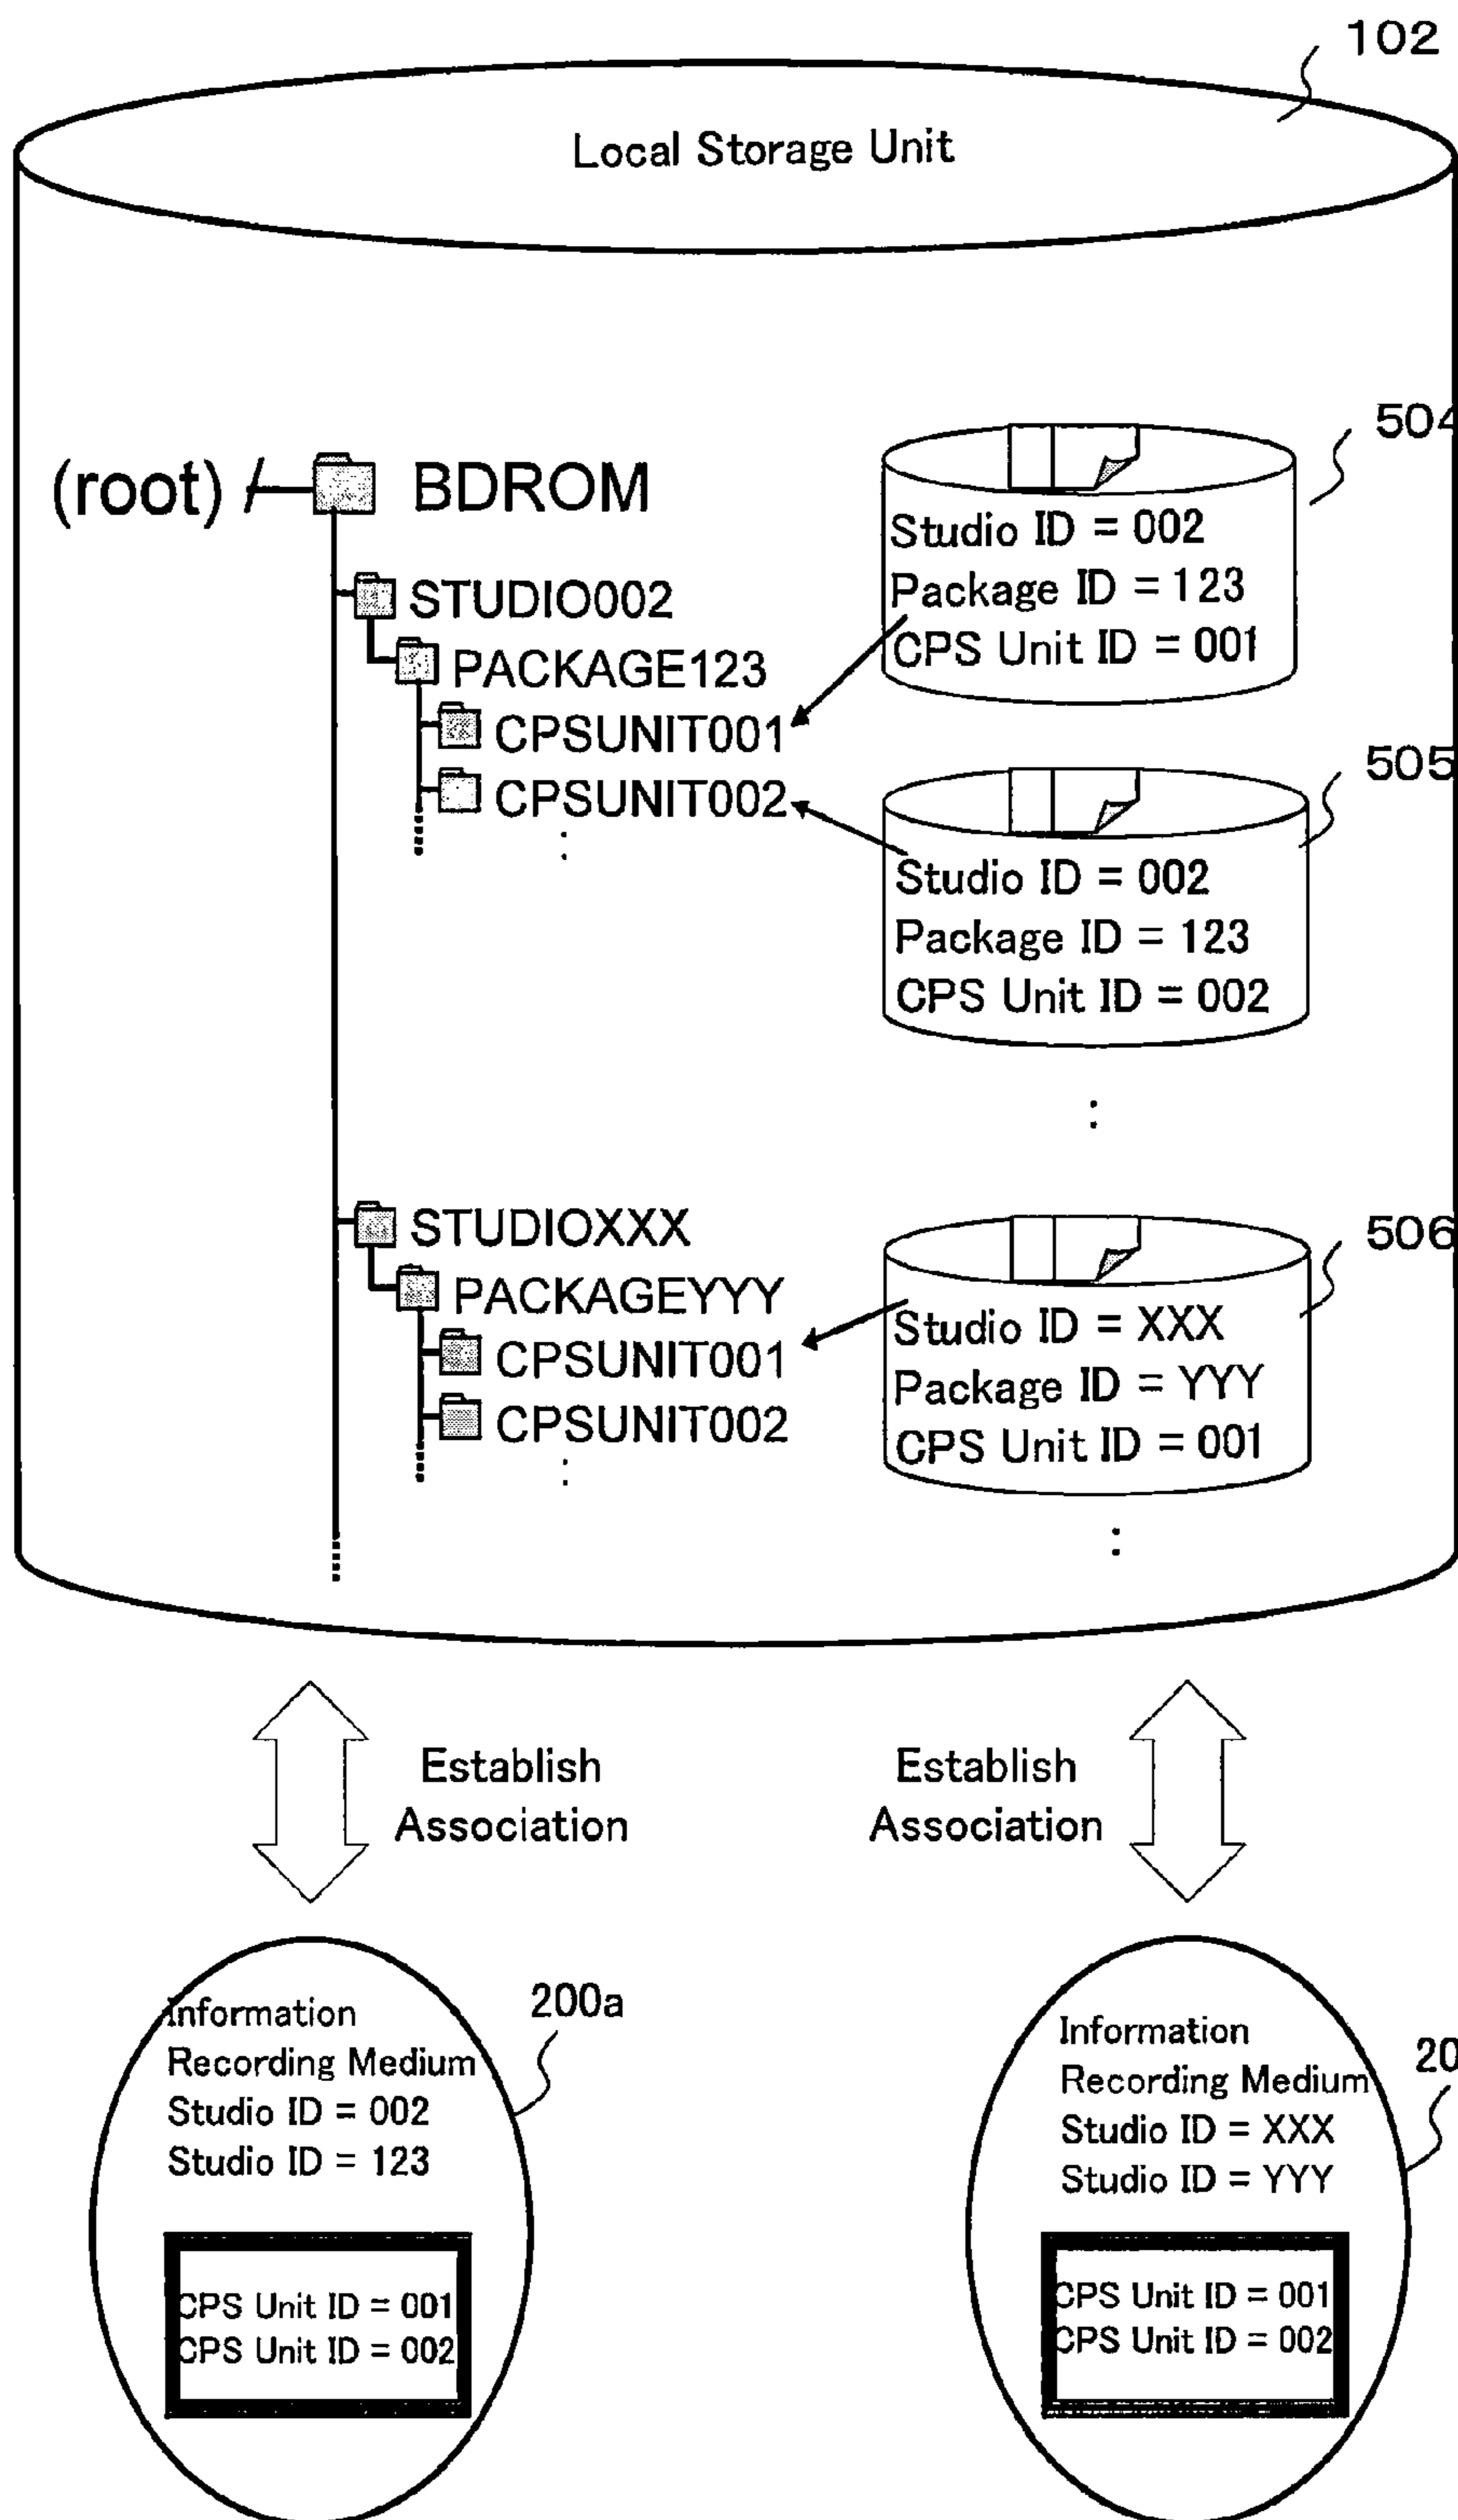 102
Local Storage Unit
504
(root) / BDROM
Studio ID = 002
Package ID = 123
CPS Unit ID = 001
STUDIO002
PACKAGE123
CPSUNIT001
CPSUNIT002
:
505
Studio ID = 002
Package ID = 123
CPS Unit ID = 002
:
STUDIOXXX
PACKAGEYYY
CPSUNIT001
CPSUNIT002
:
506
Studio ID = XXX
Package ID = YYY
CPS Unit ID = 001
:
Establish
Association
Establish
Association
200a
Information
Recording Medium
Studio ID = 002
Studio ID = 123
CPS Unit ID = 001
CPS Unit ID = 002
20
Information
Recording Medium
Studio ID = XXX
Studio ID = YYY
CPS Unit ID = 001
CPS Unit ID = 002